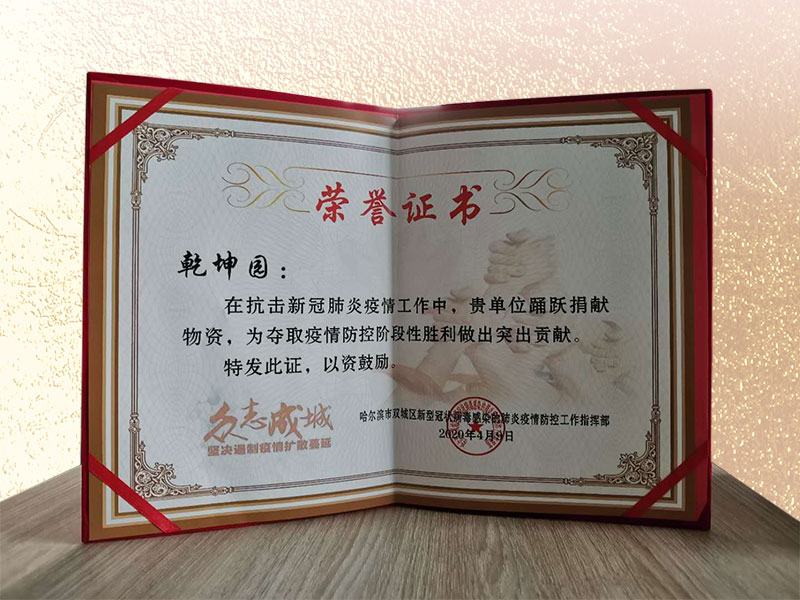 荣誉证书
乾坤园：
在抗击新冠肺炎疫情工作中，贵单位踊跃捐献
物资，为夺取疫情防控阶段性胜利做出突出贡献。
特发此证，以资鼓励。
众志成城
坚决遏制疫情扩散蔓延
哈尔滨市双城区新型冠状病毒感染的肺炎疫情防控工作指挥部
2020年4月9日